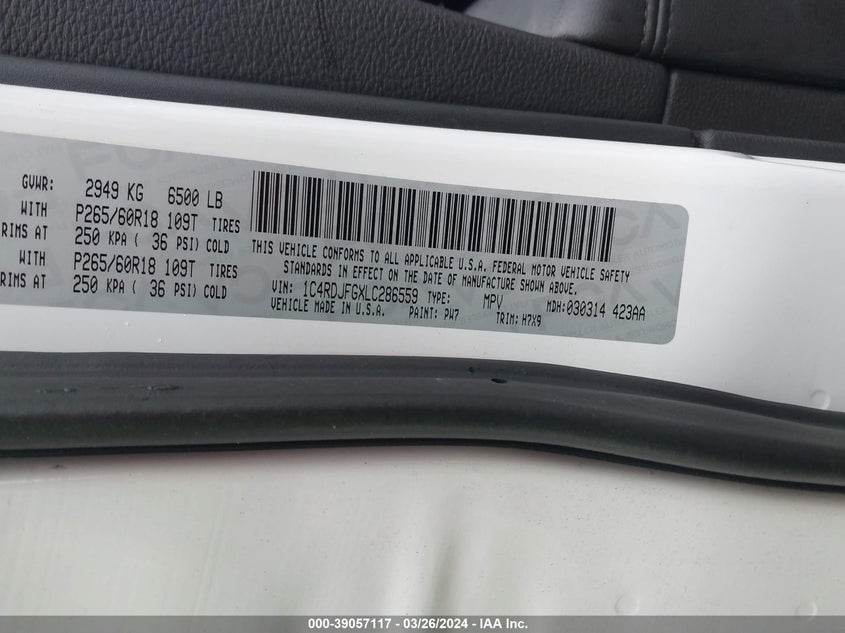 GVWR: 2949 KG 6500 LB
WITH P265/60R18 109T TIRES
RIMS AT 250 KPA ( 36 PSI) COLD
WITH P265/60R18 109T TIRES
RIMS AT 250 KPA ( 36 PSI) COLD
THIS VEHICLE CONFORMS TO ALL APPLICABLE U.S.A. FEDERAL MOTOR VEHICLE SAFETY
STANDARDS IN EFFECT ON THE DATE OF MANUFACTURE SHOWN ABOVE.
VIN: 1C4RDJFGXLC286559 TYPE: MPV MDH: 030314 423AA
VEHICLE MADE IN U.S.A. PAINT: PW7 TRIM: H7X9
000-39057117 - 03/26/2024 - IAA Inc.